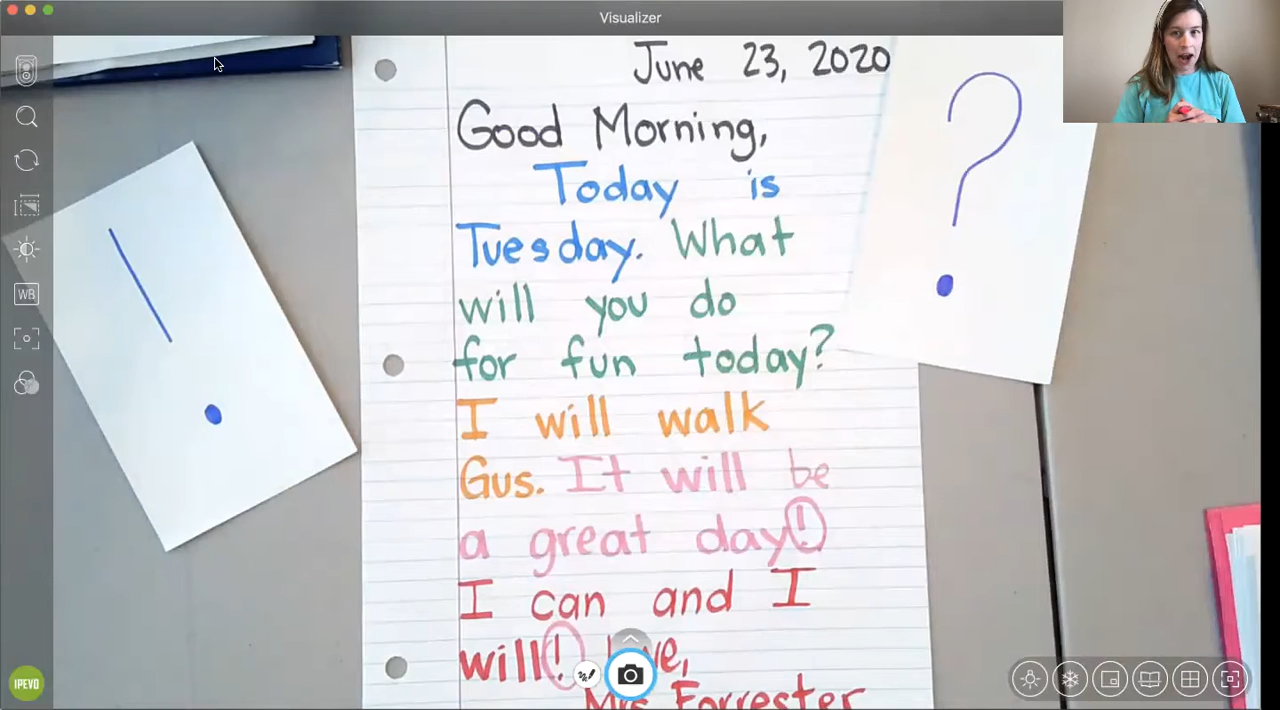 Visualizer
June 23, 2020
Good Morning,
Today is
Tuesday. What
will you do
for fun today?
I will walk
Gus. It will be
a great day!
I can and I
will!
Mrs. Forrester
!
?
WB
IPEVO